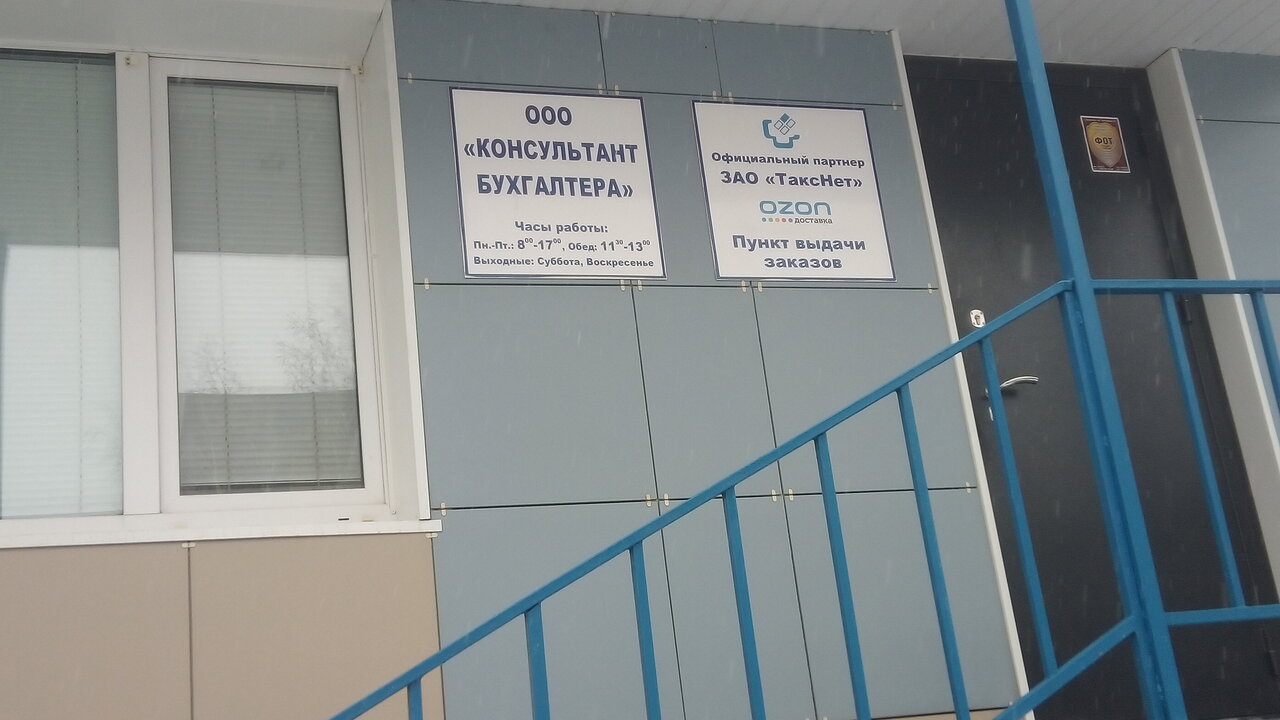 ООО
«КОНСУЛЬТАНТ
БУХГАЛТЕРА»
Часы работы:
Пн.-Пт.: 8⁰⁰-17⁰⁰, Обед: 11³⁰-13⁰⁰
Выходные: Суббота, Воскресенье
Официальный партнер
ЗАО «ТаксНет»
OZON
доставка
Пункт выдачи
заказов
ФОТ